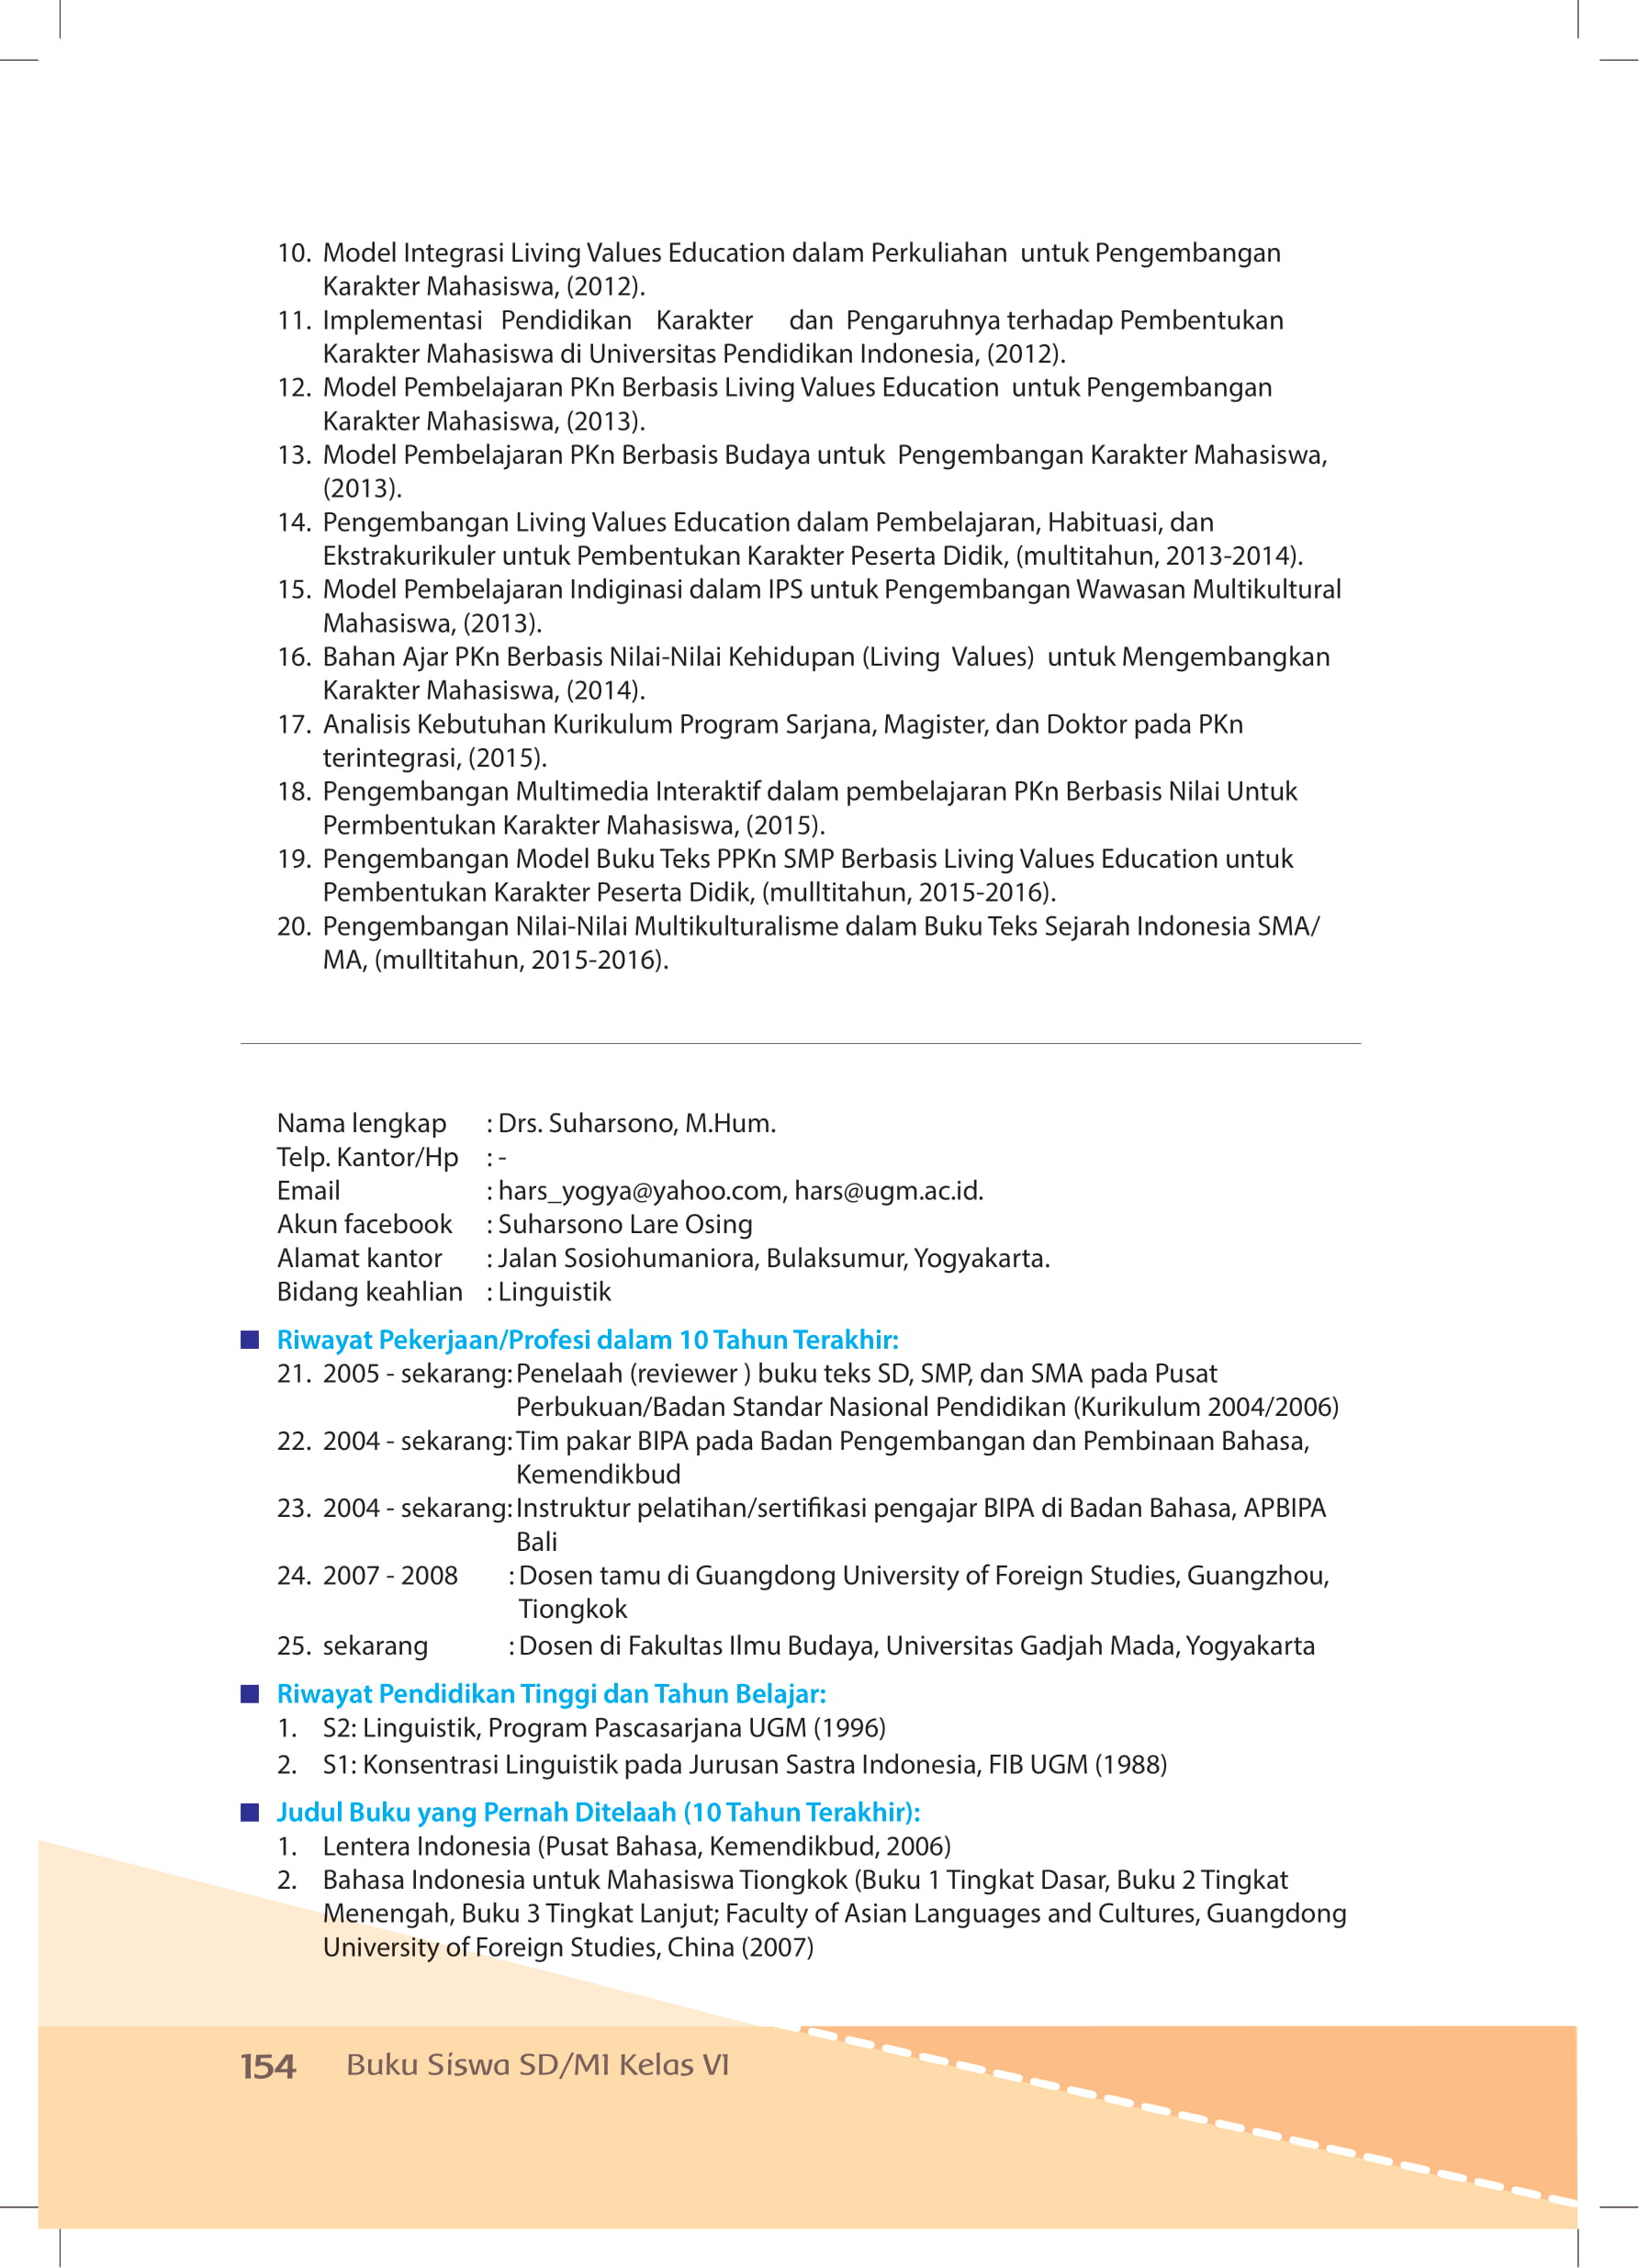 10. Model Integrasi Living Values Education dalam Perkuliahan untuk Pengembangan
Karakter Mahasiswa, (2012).
11. Implementasi Pendidikan Karakter dan Pengaruhnya terhadap Pembentukan
Karakter Mahasiswa di Universitas Pendidikan Indonesia, (2012).
12. Model Pembelajaran PKn Berbasis Living Values Education untuk Pengembangan
Karakter Mahasiswa, (2013).
13. Model Pembelajaran PKn Berbasis Budaya untuk Pengembangan Karakter Mahasiswa,
(2013).
14. Pengembangan Living Values Education dalam Pembelajaran, Habituasi, dan
Ekstrakurikuler untuk Pembentukan Karakter Peserta Didik, (multitahun, 2013-2014).
15. Model Pembelajaran Indiginasi dalam IPS untuk Pengembangan Wawasan Multikultural
Mahasiswa, (2013).
16. Bahan Ajar PKn Berbasis Nilai-Nilai Kehidupan (Living Values) untuk Mengembangkan
Karakter Mahasiswa, (2014).
17. Analisis Kebutuhan Kurikulum Program Sarjana, Magister, dan Doktor pada PKn
terintegrasi, (2015).
18. Pengembangan Multimedia Interaktif dalam pembelajaran PKn Berbasis Nilai Untuk
Permbentukan Karakter Mahasiswa, (2015).
19. Pengembangan Model Buku Teks PPKn SMP Berbasis Living Values Education untuk
Pembentukan Karakter Peserta Didik, (mulltitahun, 2015-2016).
20. Pengembangan Nilai-Nilai Multikulturalisme dalam Buku Teks Sejarah Indonesia SMA/
MA, (mulltitahun, 2015-2016).
Nama lengkap : Drs. Suharsono, M.Hum.
Telp. Kantor/Hp : -
Email : hars_yogya@yahoo.com, hars@ugm.ac.id.
Akun facebook : Suharsono Lare Osing
Alamat kantor : Jalan Sosiohumaniora, Bulaksumur, Yogyakarta.
Bidang keahlian : Linguistik
Riwayat Pekerjaan/Profesi dalam 10 Tahun Terakhir:
21. 2005 - sekarang: Penelaah (reviewer ) buku teks SD, SMP, dan SMA pada Pusat
Perbukuan/Badan Standar Nasional Pendidikan (Kurikulum 2004/2006)
22. 2004 - sekarang: Tim pakar BIPA pada Badan Pengembangan dan Pembinaan Bahasa,
Kemendikbud
23. 2004 - sekarang: Instruktur pelatihan/sertifikasi pengajar BIPA di Badan Bahasa, APBIPA
Bali
24. 2007 - 2008 : Dosen tamu di Guangdong University of Foreign Studies, Guangzhou,
Tiongkok
25. sekarang : Dosen di Fakultas Ilmu Budaya, Universitas Gadjah Mada, Yogyakarta
Riwayat Pendidikan Tinggi dan Tahun Belajar:
1. S2: Linguistik, Program Pascasarjana UGM (1996)
2. S1: Konsentrasi Linguistik pada Jurusan Sastra Indonesia, FIB UGM (1988)
Judul Buku yang Pernah Ditelaah (10 Tahun Terakhir):
1. Lentera Indonesia (Pusat Bahasa, Kemendikbud, 2006)
2. Bahasa Indonesia untuk Mahasiswa Tiongkok (Buku 1 Tingkat Dasar, Buku 2 Tingkat
Menengah, Buku 3 Tingkat Lanjut; Faculty of Asian Languages and Cultures, Guangdong
University of Foreign Studies, China (2007)
154 Buku Siswa SD/MI Kelas VI